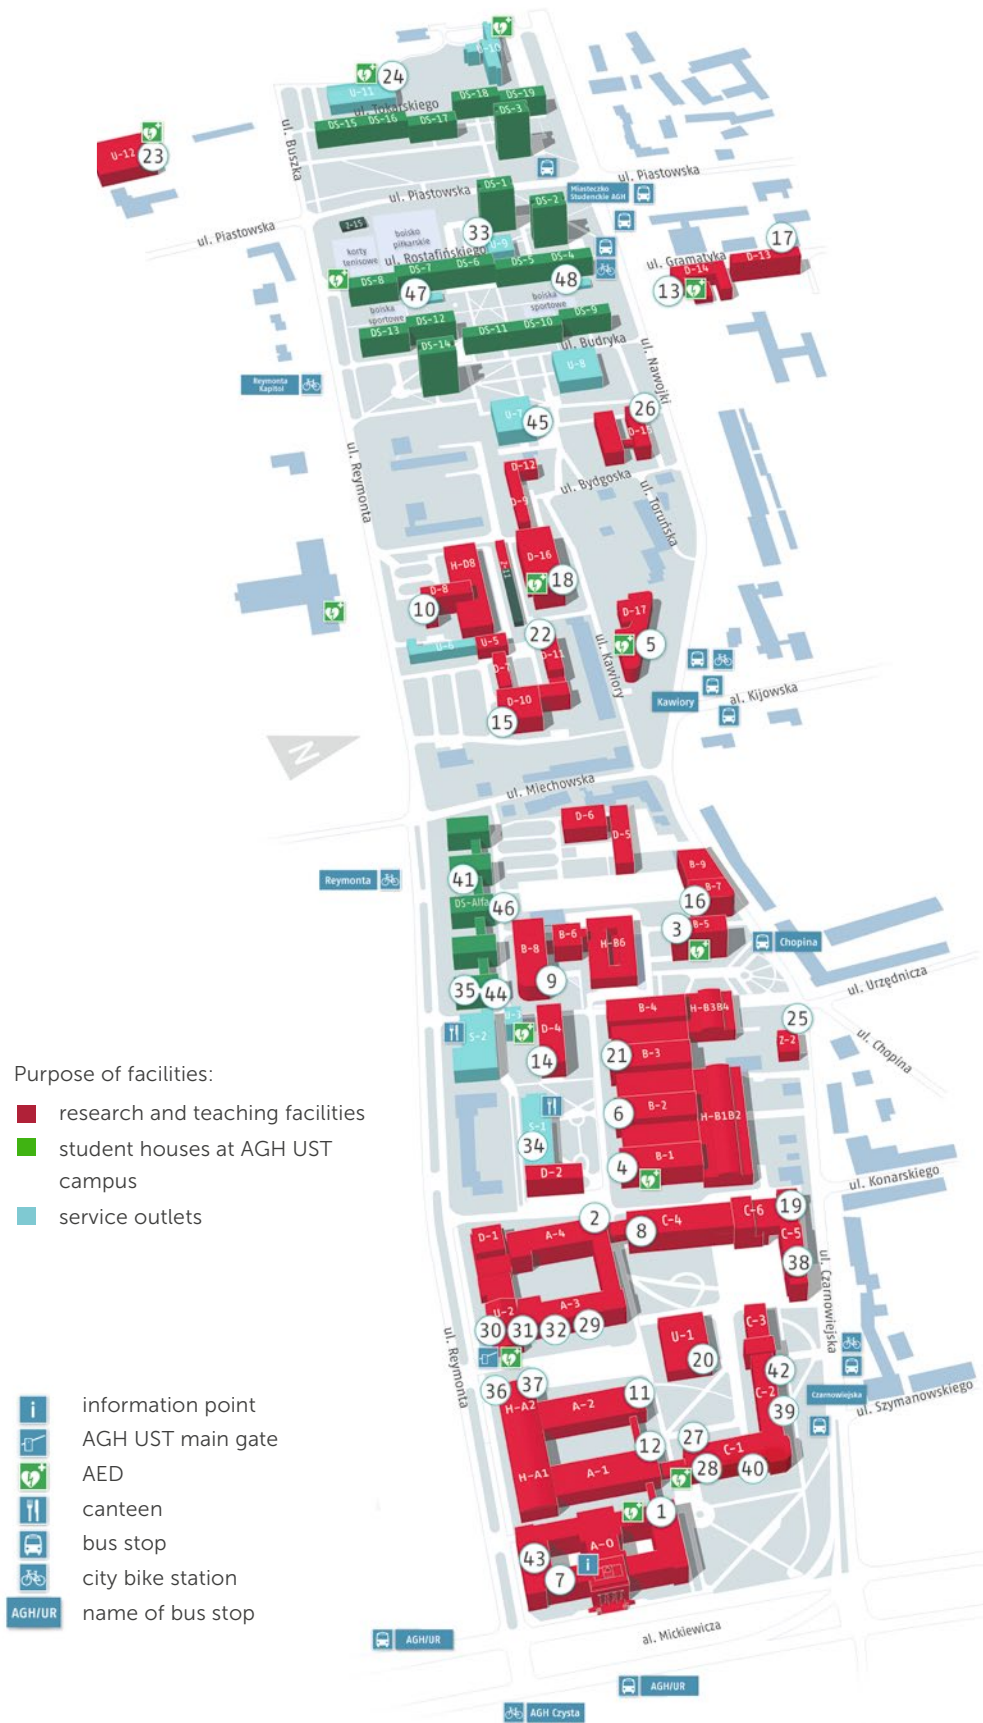 U-10
24
U-11
DS-18
DS-19
ul. Tokarskiego
DS-15
DS-16
DS-17
DS-3
ul. Buszka
U-12
23
ul. Piastowska
DS-1
ul. Piastowska
Miasteczko
Studenckie AGH
DS-2
ul. Piastowska
boisko
piłkarskie
33
U-9
korty
tenisowe
ul. Rostafińskiego
17
ul. Gramatyka
D-13
D-14
13
DS-8
DS-7
DS-6
DS-5
DS-4
47
48
boiska
sportowe
boiska
sportowe
DS-13
DS-12
DS-11
DS-10
DS-9
DS-14
ul. Budryka
U-8
ul. Nawojki
Reymonta
Kapitol
U-7
45
26
D-15
ul. Reymonta
D-12
D-9
ul. Bydgoska
ul. Toruńska
H-D8
D-8
10
Z-11
D-16
18
D-17
5
U-6
U-5
22
D-11
D-7
D-10
15
ul. Kawiory
Kawiory
al. Kijowska
N
ul. Miechowska
D-6
D-5
Reymonta
41
DS-Alfa
46
B-9
B-7
16
3
B-5
Chopina
B-8
B-6
H-B6
9
35
44
ul. Urzędnicza
S-2
U-3
D-4
14
B-4
H-B3B4
25
Z-2
ul. Chopina
21
B-3
6
B-2
H-B1B2
S-1
34
4
B-1
D-2
ul. Konarskiego
Purpose of facilities:
research and teaching facilities
student houses at AGH UST
campus
service outlets
2
8
C-4
C-6
19
C-5
38
D-1
A-4
A-3
U-2
30
31
32
29
ul. Czarnowiejska
ul. Reymonta
U-1
20
C-3
42
C-2
39
Czarnowiejska
ul. Szymanowskiego
36
37
H-A2
A-2
11
12
27
C-1
28
40
H-A1
A-1
1
43
7
A-0
i
al. Mickiewicza
AGH/UR
AGH/UR
AGH Czysta
i information point
AGH UST main gate
AED
canteen
bus stop
city bike station
AGH/UR name of bus stop